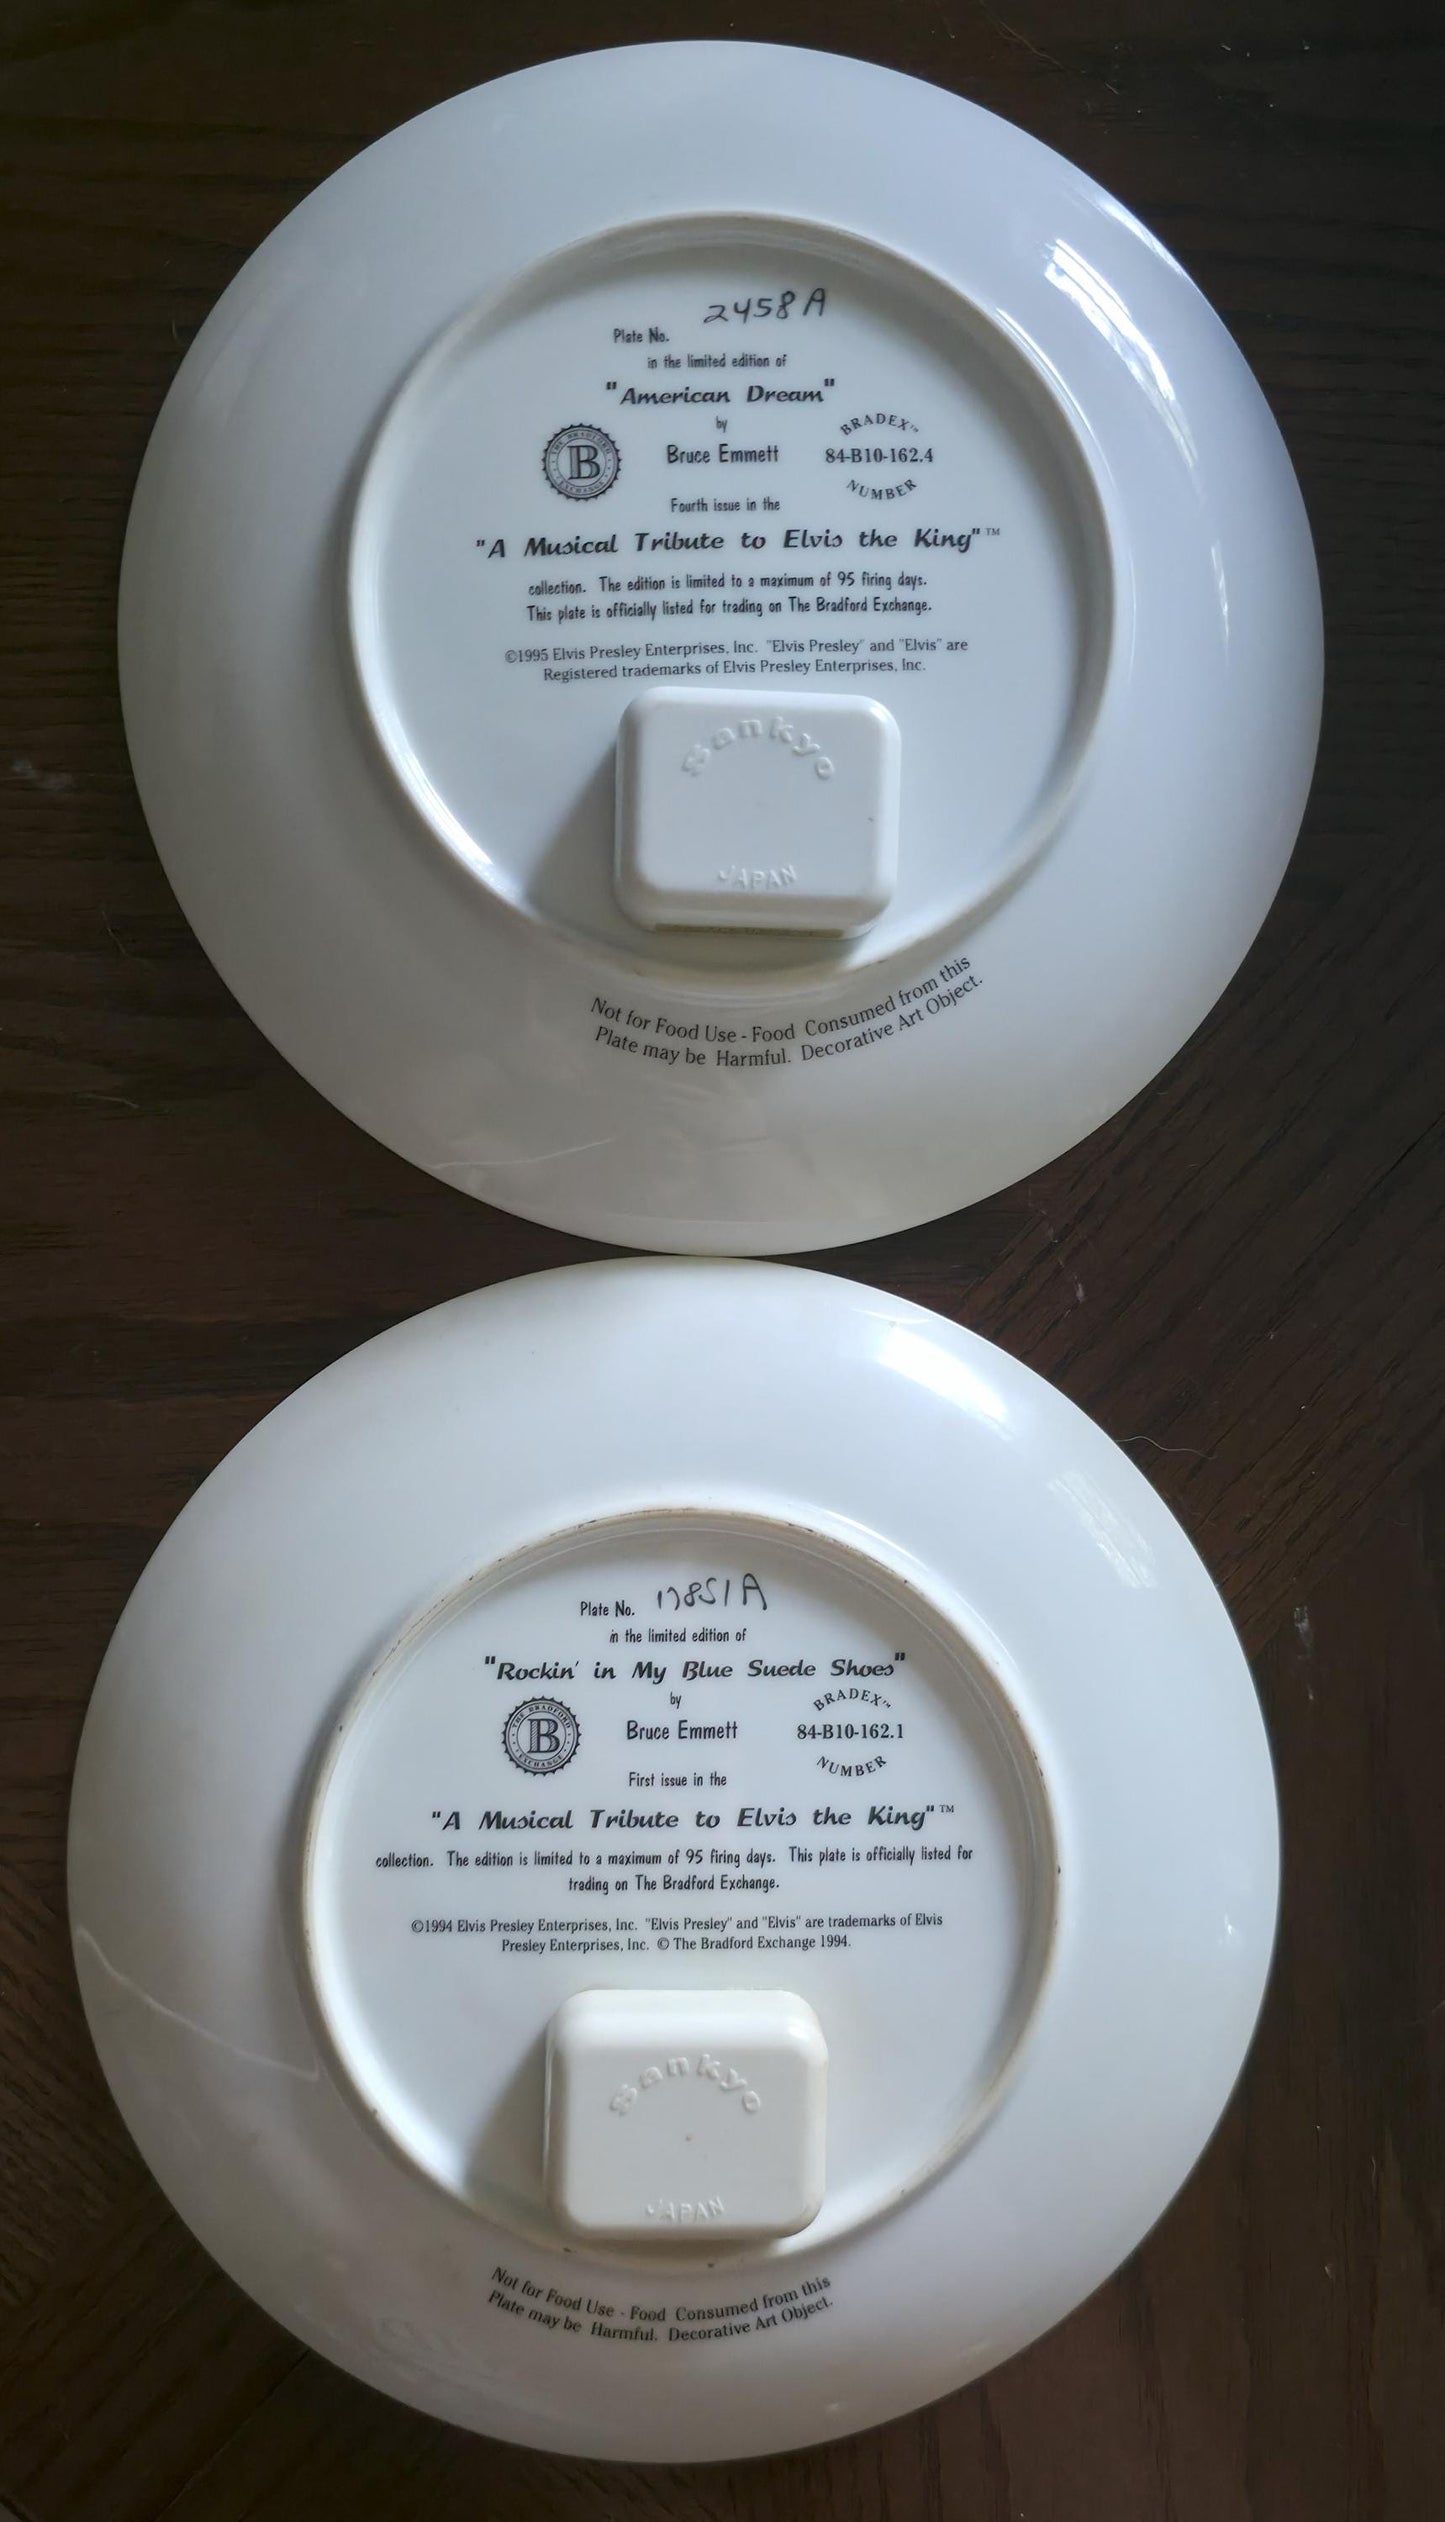 2458A
Plate No.
in the limited edition of
"American Dream"
by
Bruce Emmett
THE BRADFORD
B
EXCHANGE
BRADEX™
84-B10-162.4
NUMBER
Fourth issue in the
"A Musical Tribute to Elvis the King"™
collection. The edition is limited to a maximum of 95 firing days.
This plate is officially listed for trading on The Bradford Exchange.
©1995 Elvis Presley Enterprises, Inc. "Elvis Presley" and "Elvis" are
Registered trademarks of Elvis Presley Enterprises, Inc.
Sankyo
JAPAN
Not for Food Use - Food Consumed from this
Plate may be Harmful. Decorative Art Object.
Plate No. 17851A
in the limited edition of
"Rockin' in My Blue Suede Shoes"
by
Bruce Emmett
THE BRADFORD
B
EXCHANGE
BRADEX™
84-B10-162.1
NUMBER
First issue in the
"A Musical Tribute to Elvis the King"™
collection. The edition is limited to a maximum of 95 firing days. This plate is officially listed for
trading on The Bradford Exchange.
©1994 Elvis Presley Enterprises, Inc. "Elvis Presley" and "Elvis" are trademarks of Elvis
Presley Enterprises, Inc. © The Bradford Exchange 1994.
Sankyo
JAPAN
Not for Food Use - Food Consumed from this
Plate may be Harmful. Decorative Art Object.